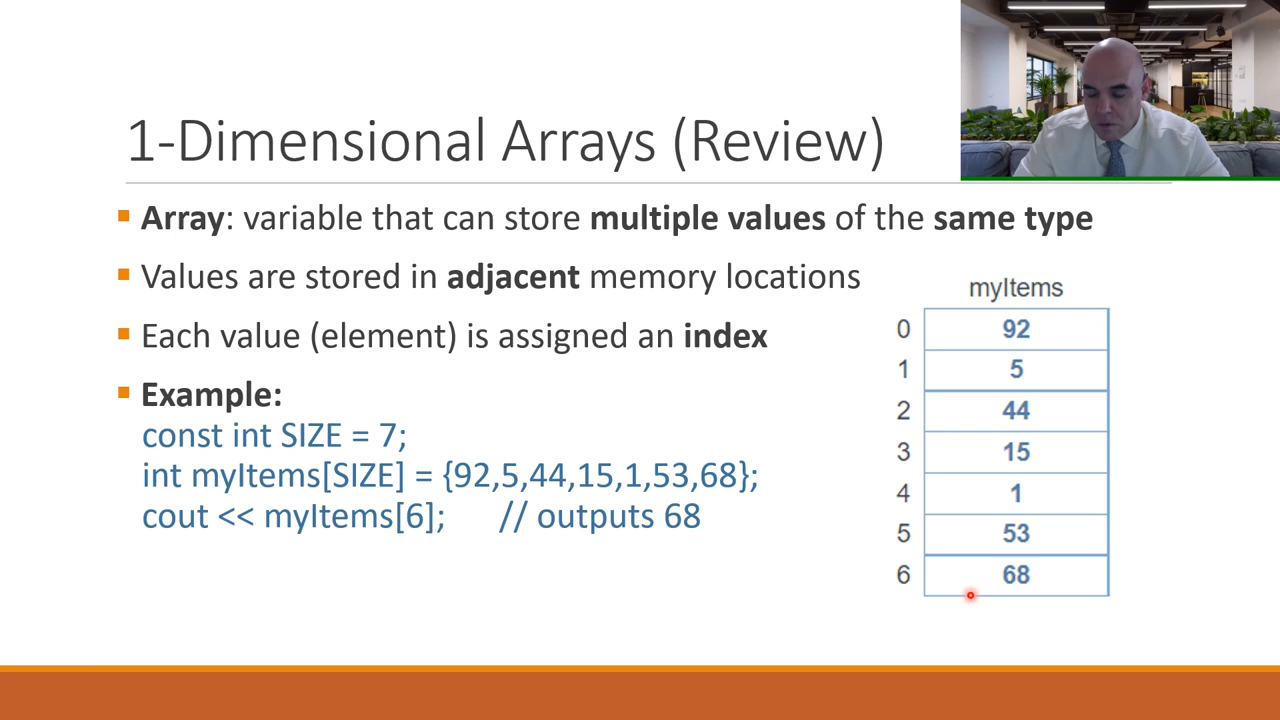 1-Dimensional Arrays (Review)
Array: variable that can store multiple values of the same type
Values are stored in adjacent memory locations
Each value (element) is assigned an index
Example:
const int SIZE = 7;
int myItems[SIZE] = {92,5,44,15,1,53,68};
cout << myItems[6]; // outputs 68
myItems
0 92
1 5
2 44
3 15
4 1
5 53
6 68